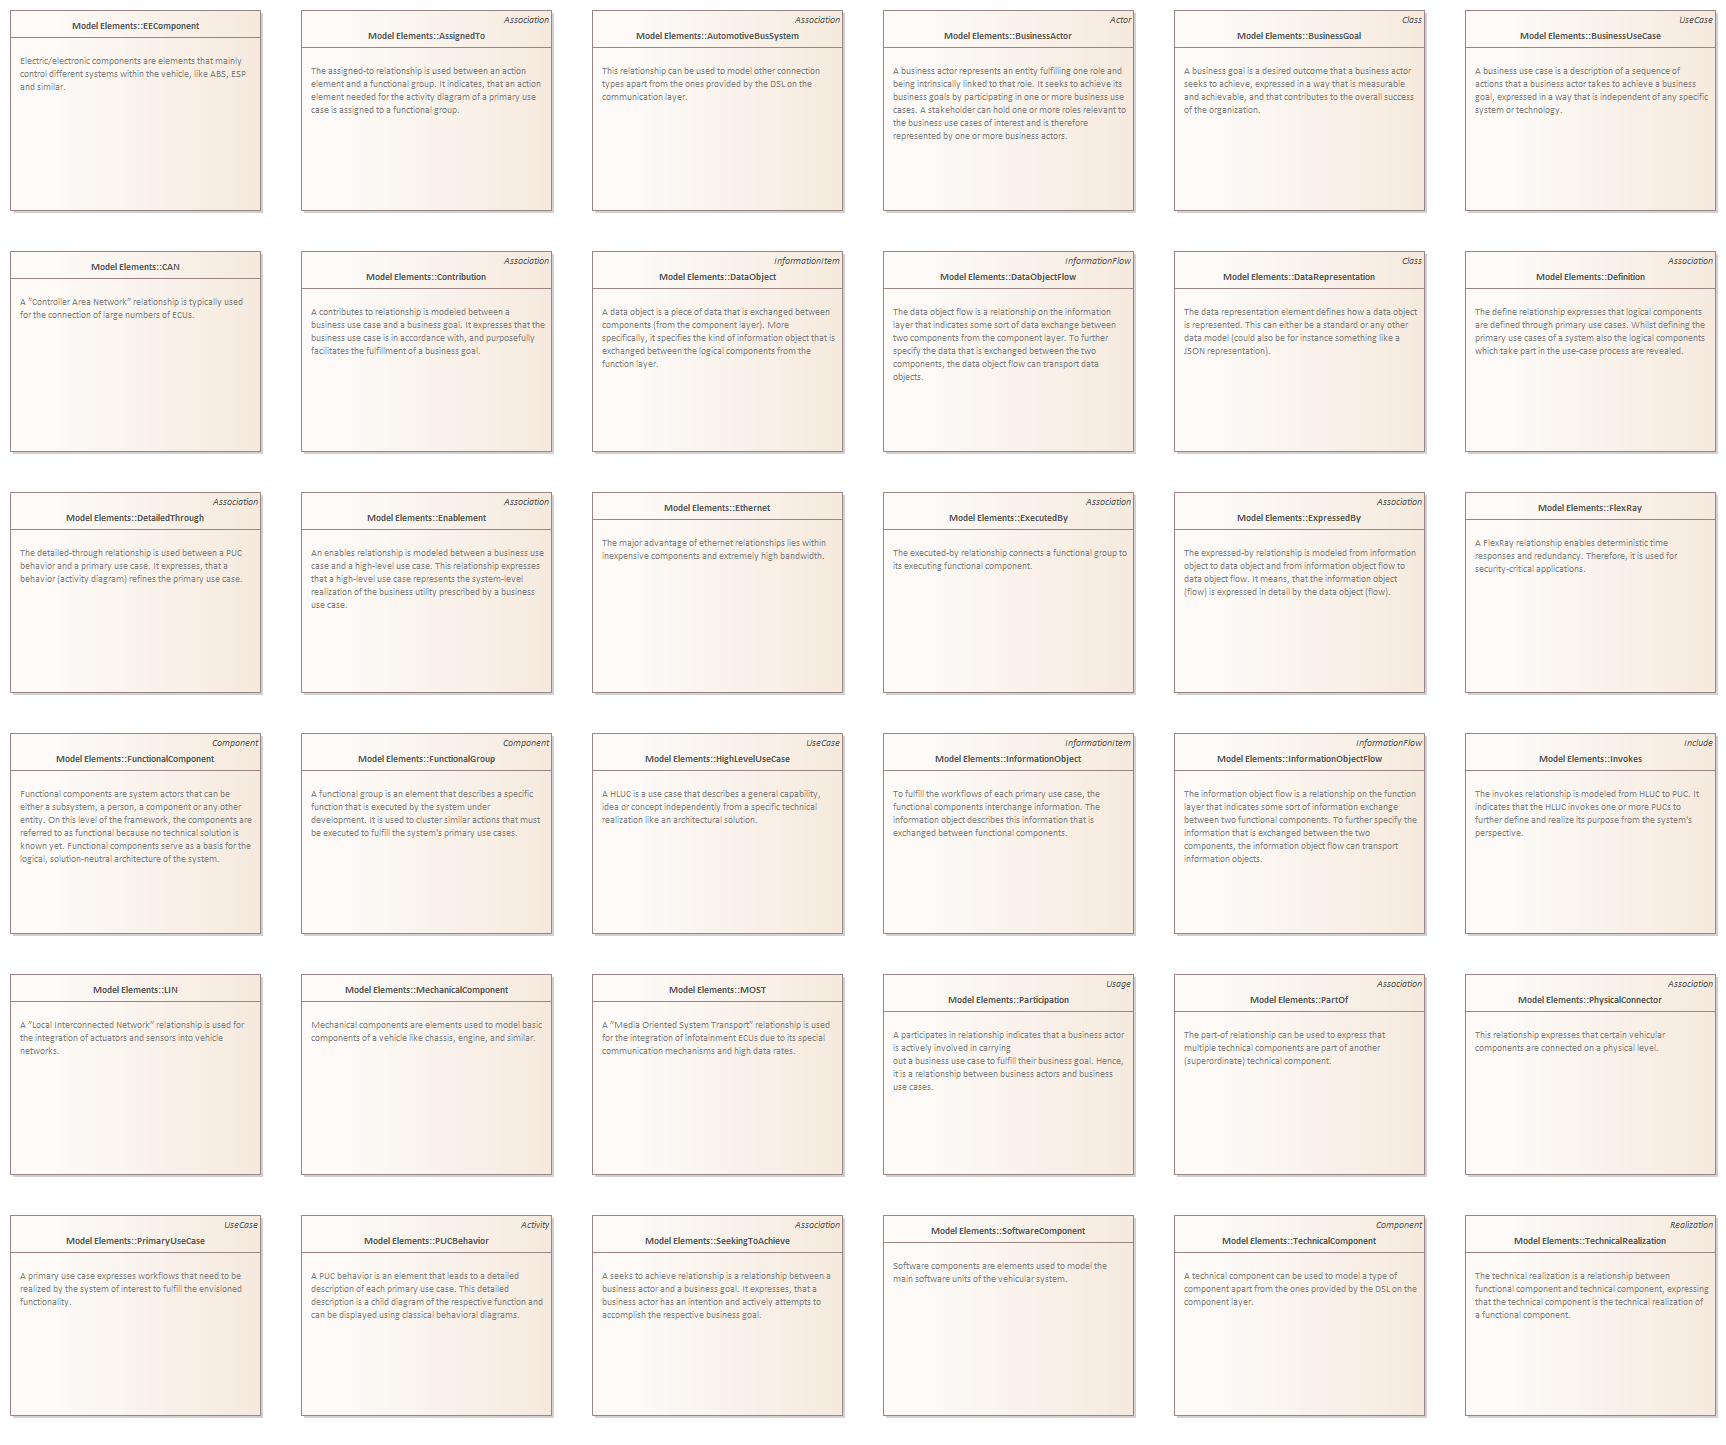 Model Elements::EEComponent
Electric/electronic components are elements that mainly
control different systems within the vehicle, like ABS, ESP
and similar.
Association
Model Elements::AssignedTo
The assigned-to relationship is used between an action
element and a functional group. It indicates, that an action
element needed for the activity diagram of a primary use
case is assigned to a functional group.
Association
Model Elements::AutomotiveBusSystem
This relationship can be used to model other connection
types apart from the ones provided by the DSL on the
communication layer.
Actor
Model Elements::BusinessActor
A business actor represents an entity fulfilling one role and
being intrinsically linked to that role. It seeks to achieve its
business goals by participating in one or more business use
cases. A stakeholder can hold one or more roles relevant to
the business use cases of interest and is therefore
represented by one or more business actors.
Class
Model Elements::BusinessGoal
A business goal is a desired outcome that a business actor
seeks to achieve, expressed in a way that is measurable
and achievable, and that contributes to the overall success
of the organization.
UseCase
Model Elements::BusinessUseCase
A business use case is a description of a sequence of
actions that a business actor takes to achieve a business
goal, expressed in a way that is independent of any specific
system or technology.
Model Elements::CAN
A "Controller Area Network" relationship is typically used
for the connection of large numbers of ECUs.
Association
Model Elements::Contribution
A contributes to relationship is modeled between a
business use case and a business goal. It expresses that the
business use case is in accordance with, and purposefully
facilitates the fulfillment of a business goal.
InformationItem
Model Elements::DataObject
A data object is a piece of data that is exchanged between
components (from the component layer). More
specifically, it specifies the kind of information object that is
exchanged between the logical components from the
function layer.
InformationFlow
Model Elements::DataObjectFlow
The data object flow is a relationship on the information
layer that indicates some sort of data exchange between
two components from the component layer. To further
specify the data that is exchanged between the two
components, the data object flow can transport data
objects.
Class
Model Elements::DataRepresentation
The data representation element defines how a data object
is represented. This can either be a standard or any other
data model (could also be for instance something like a
JSON representation).
Association
Model Elements::Definition
The define relationship expresses that logical components
are defined through primary use cases. Whilst defining the
primary use cases of a system also the logical components
which take part in the use-case process are revealed.
Association
Model Elements::DetailedThrough
The detailed-through relationship is used between a PUC
behavior and a primary use case. It expresses, that a
behavior (activity diagram) refines the primary use case.
Association
Model Elements::Enablement
An enables relationship is modeled between a business use
case and a high-level use case. This relationship expresses
that a high-level use case represents the system-level
realization of the business utility prescribed by a business
use case.
Model Elements::Ethernet
The major advantage of ethernet relationships lies within
inexpensive components and extremely high bandwidth.
Association
Model Elements::ExecutedBy
The executed-by relationship connects a functional group to
its executing functional component.
Association
Model Elements::ExpressedBy
The expressed-by relationship is modeled from information
object to data object and from information object flow to
data object flow. It means, that the information object
(flow) is expressed in detail by the data object (flow).
Model Elements::FlexRay
A FlexRay relationship enables deterministic time
responses and redundancy. Therefore, it is used for
security-critical applications.
Component
Model Elements::FunctionalComponent
Functional components are system actors that can be
either a subsystem, a person, a component or any other
entity. On this level of the framework, the components are
referred to as functional because no technical solution is
known yet. Functional components serve as a basis for the
logical, solution-neutral architecture of the system.
Component
Model Elements::FunctionalGroup
A functional group is an element that describes a specific
function that is executed by the system under
development. It is used to cluster similar actions that must
be executed to fulfill the system's primary use cases.
UseCase
Model Elements::HighLevelUseCase
A HLUC is a use case that describes a general capability,
idea or concept independently from a specific technical
realization like an architectural solution.
InformationItem
Model Elements::InformationObject
To fulfill the workflows of each primary use case, the
functional components interchange information. The
information object describes this information that is
exchanged between functional components.
InformationFlow
Model Elements::InformationObjectFlow
The information object flow is a relationship on the function
layer that indicates some sort of information exchange
between two functional components. To further specify the
information that is exchanged between the two
components, the information object flow can transport
information objects.
Include
Model Elements::Invokes
The invokes relationship is modeled from HLUC to PUC. It
indicates that the HLUC invokes one or more PUCs to
further define and realize its purpose from the system's
perspective.
Model Elements::LIN
A "Local Interconnected Network" relationship is used for
the integration of actuators and sensors into vehicle
networks.
Model Elements::MechanicalComponent
Mechanical components are elements used to model basic
components of a vehicle like chassis, engine, and similar.
Model Elements::MOST
A "Media Oriented System Transport" relationship is used
for the integration of infotainment ECUs due to its special
communication mechanisms and high data rates.
Usage
Model Elements::Participation
A participates in relationship indicates that a business actor
is actively involved in carrying
out a business use case to fulfill their business goal. Hence,
it is a relationship between business actors and business
use cases.
Association
Model Elements::PartOf
The part-of relationship can be used to express that
multiple technical components are part of another
(superordinate) technical component.
Association
Model Elements::PhysicalConnector
This relationship expresses that certain vehicular
components are connected on a physical level.
UseCase
Model Elements::PrimaryUseCase
A primary use case expresses workflows that need to be
realized by the system of interest to fulfill the envisioned
functionality.
Activity
Model Elements::PUCBehavior
A PUC behavior is an element that leads to a detailed
description of each primary use case. This detailed
description is a child diagram of the respective function and
can be displayed using classical behavioral diagrams.
Association
Model Elements::SeekingToAchieve
A seeks to achieve relationship is a relationship between a
business actor and a business goal. It expresses, that a
business actor has an intention and actively attempts to
accomplish the respective business goal.
Model Elements::SoftwareComponent
Software components are elements used to model the
main software units of the vehicular system.
Component
Model Elements::TechnicalComponent
A technical component can be used to model a type of
component apart from the ones provided by the DSL on the
component layer.
Realization
Model Elements::TechnicalRealization
The technical realization is a relationship between
functional component and technical component, expressing
that the technical component is the technical realization of
a functional component.